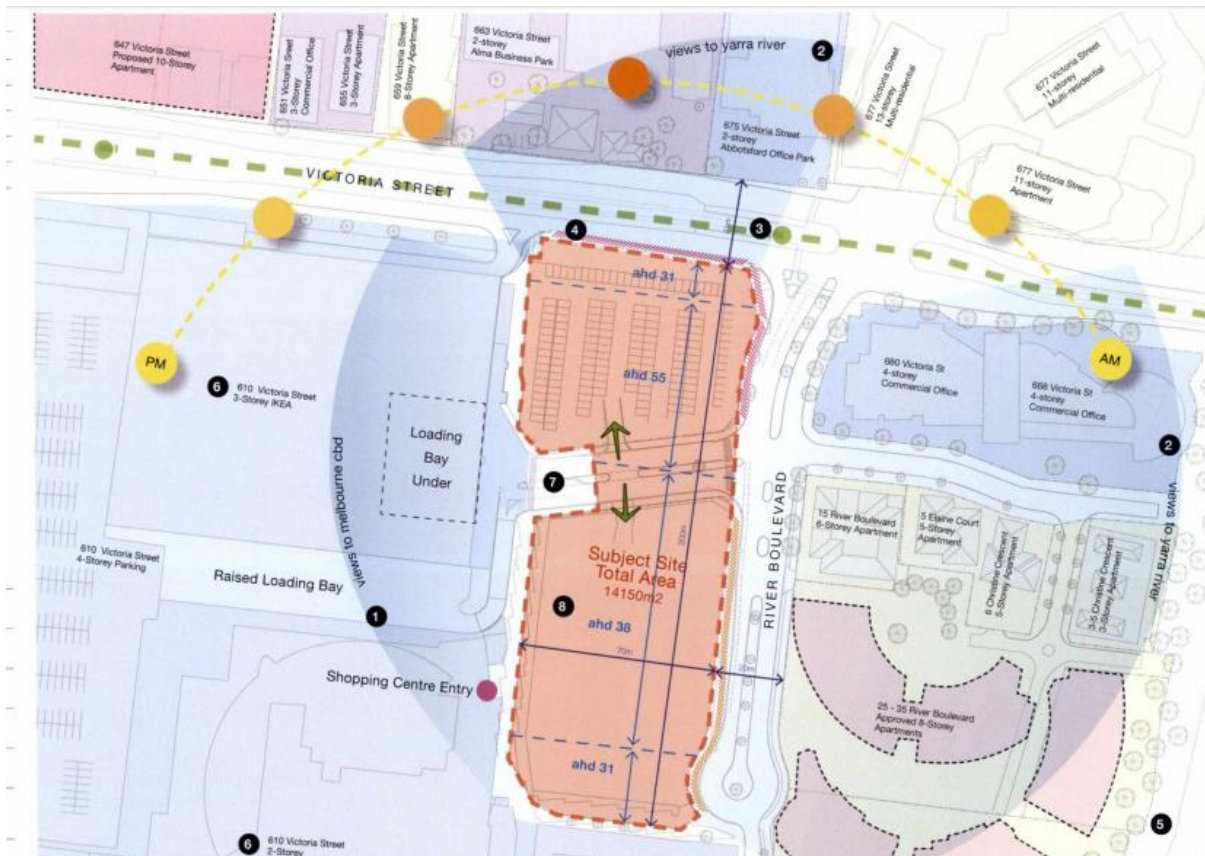 647 Victoria Street
Proposed 10-Storey
Apartment
651 Victoria Street
3-Storey
Commercial Office
655 Victoria Street
3-Storey Apartment
659 Victoria Street
6-Storey Apartment
663 Victoria Street
2-storey
Alma Business Park
views to yarra river
2
677 Victoria Street
13-storey
Multi-residential
677 Victoria Street
11-storey
Multi-residential
675 Victoria Street
2-storey
Abbotsford Office Park
677 Victoria Street
11-storey
Apartment
VICTORIA STREET
4
3
ahd 31
PM
AM
6
610 Victoria Street
3-Storey IKEA
ahd 55
680 Victoria St
4-storey
Commercial Office
668 Victoria St
4-storey
Commercial Office
2
Loading
Bay
Under
7
views to melbourne cbd
views to yarra river
200m
RIVER BOULEVARD
15 River Boulevard
6-Storey Apartment
5 Elaine Court
5-Storey
Apartment
6 Christine Crescent
5-Storey Apartment
3-5 Christine Crescent
3-Storey Apartment
610 Victoria Street
4-Storey Parking
Raised Loading Bay
Subject Site
Total Area
14150m2
1
8
ahd 38
70m
20m
Shopping Centre Entry
25 - 35 River Boulevard
Approved 8-Storey
Apartments
ahd 31
5
6
610 Victoria Street
2-Storey